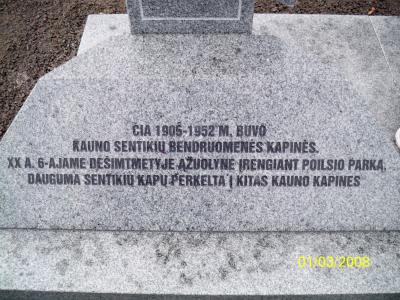 ČIA 1905-1952 M. BUVO
KAUNO SENTIKIŲ BENDRUOMENĖS KAPINĖS.
XX A. 6-AJAME DEŠIMTMETYJE ĄŽUOLYNE ĮRENGIANT POILSIO PARKĄ,
DAUGUMA SENTIKIŲ KAPŲ PERKELTA Į KITAS KAUNO KAPINES
01/03/2008